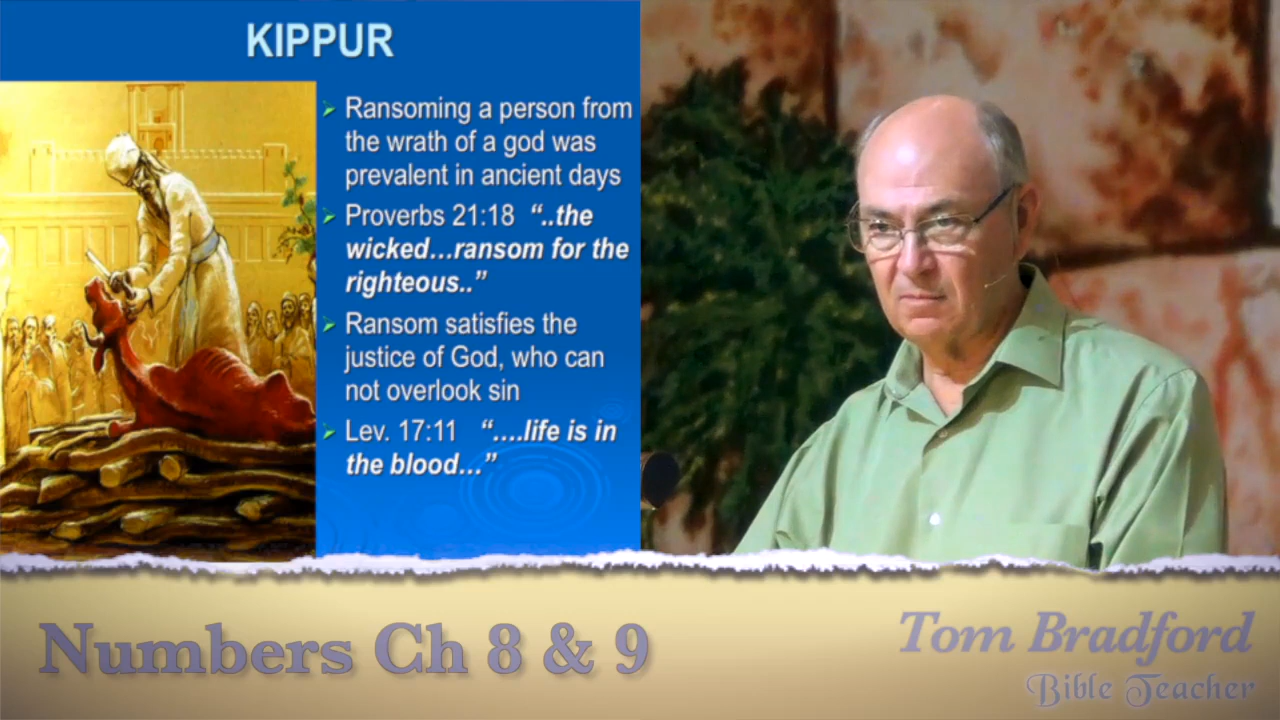 KIPPUR
Ransoming a person from
the wrath of a god was
prevalent in ancient days
Proverbs 21:18 “..the
wicked...ransom for the
righteous..”
Ransom satisfies the
justice of God, who can
not overlook sin
Lev. 17:11 “....life is in
the blood...”
Numbers Ch 8 & 9
Tom Bradford
Bible Teacher